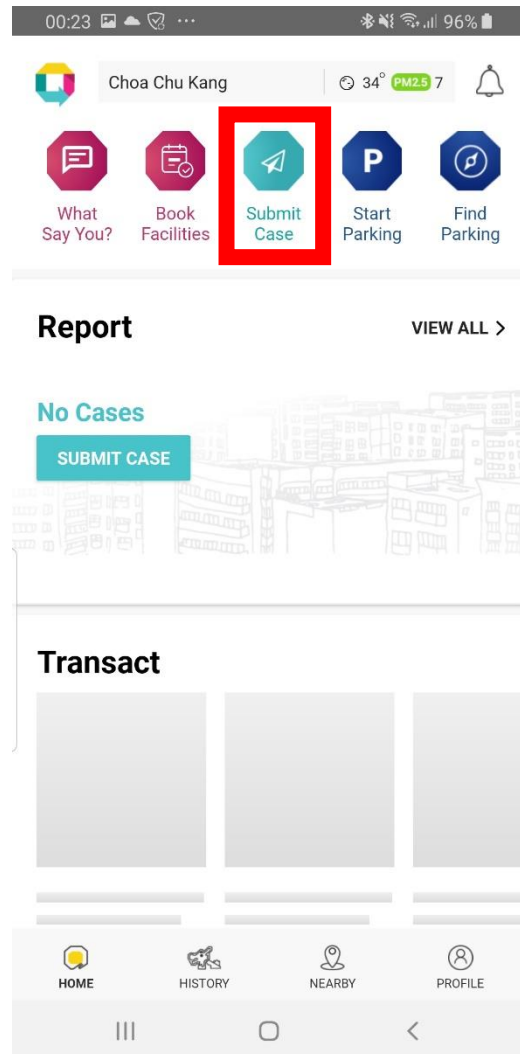 00:23 96%
Choa Chu Kang 34° PM2.5 7
P
What Say You?
Book Facilities
Submit Case
Start Parking
Find Parking
Report VIEW ALL >
No Cases
SUBMIT CASE
Transact
HOME HISTORY NEARBY PROFILE